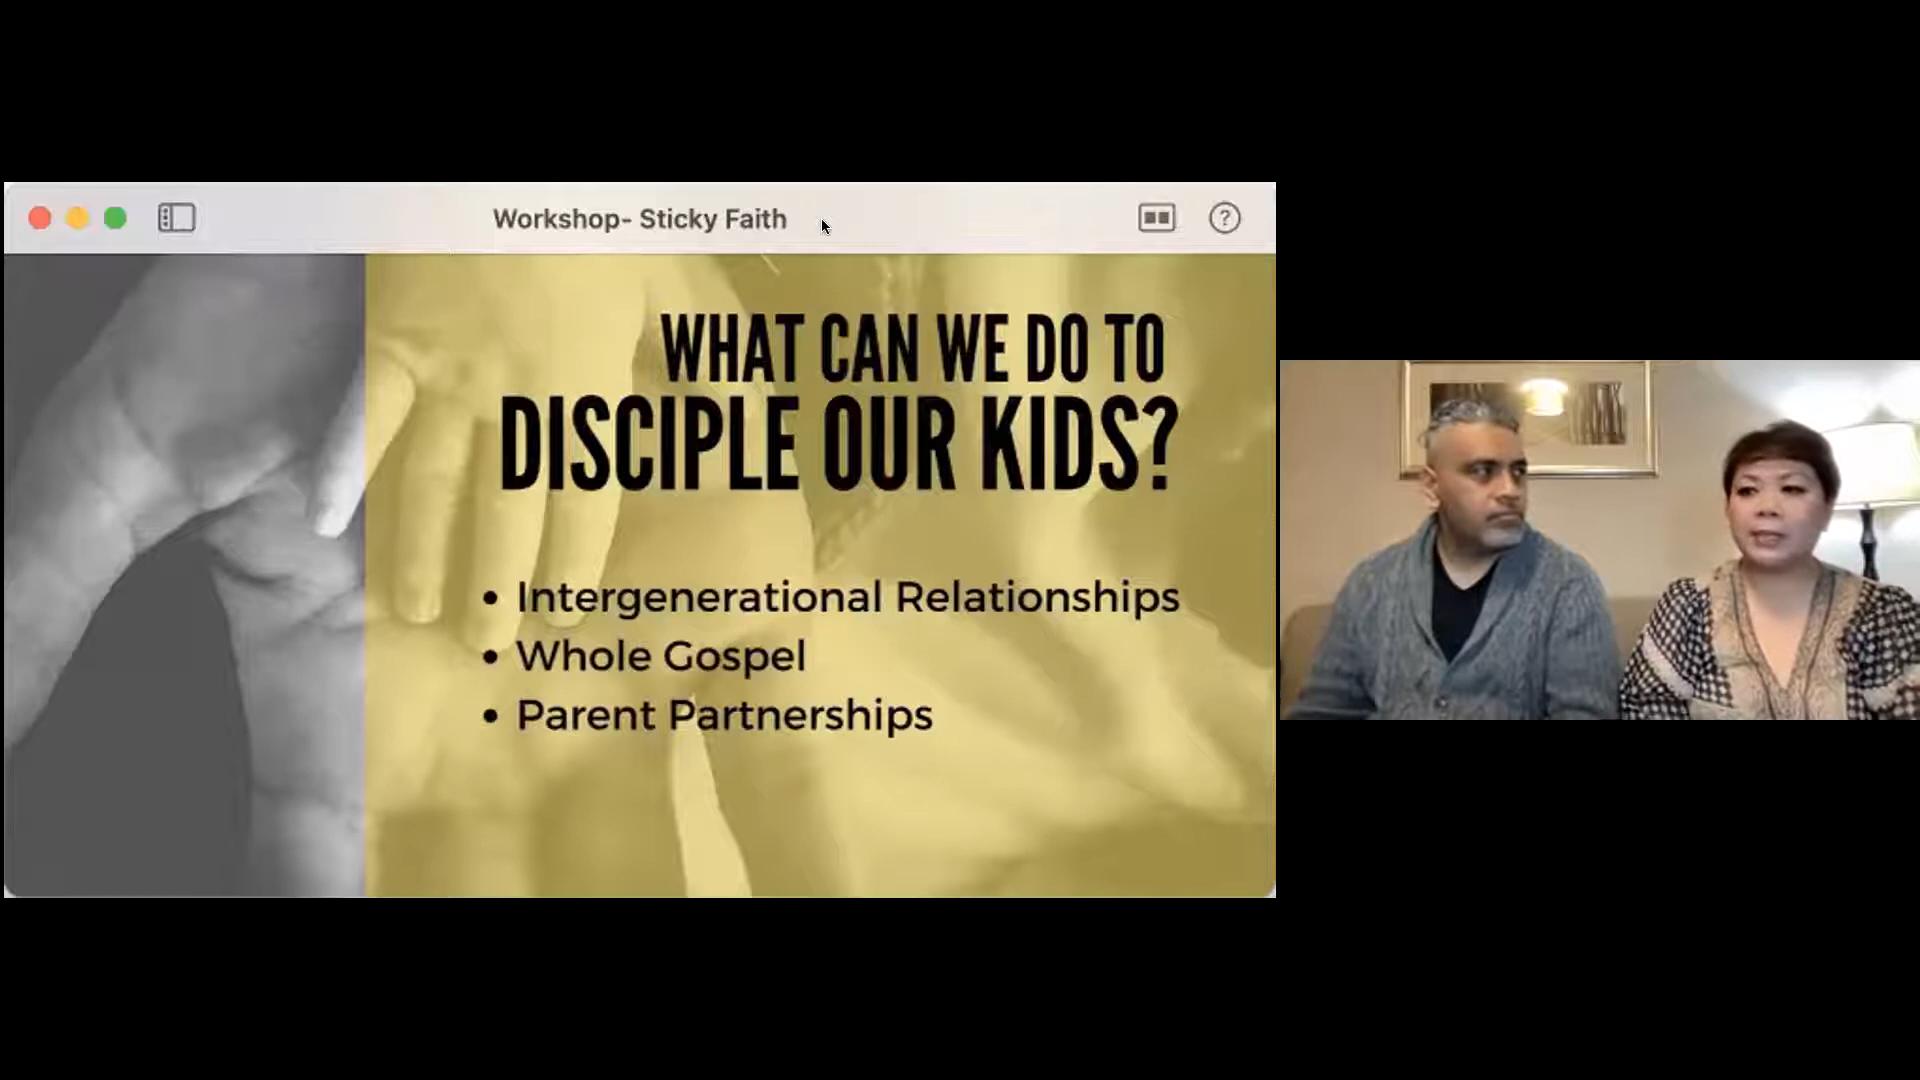 Workshop- Sticky Faith
WHAT CAN WE DO TO
DISCIPLE OUR KIDS?
• Intergenerational Relationships
• Whole Gospel
• Parent Partnerships